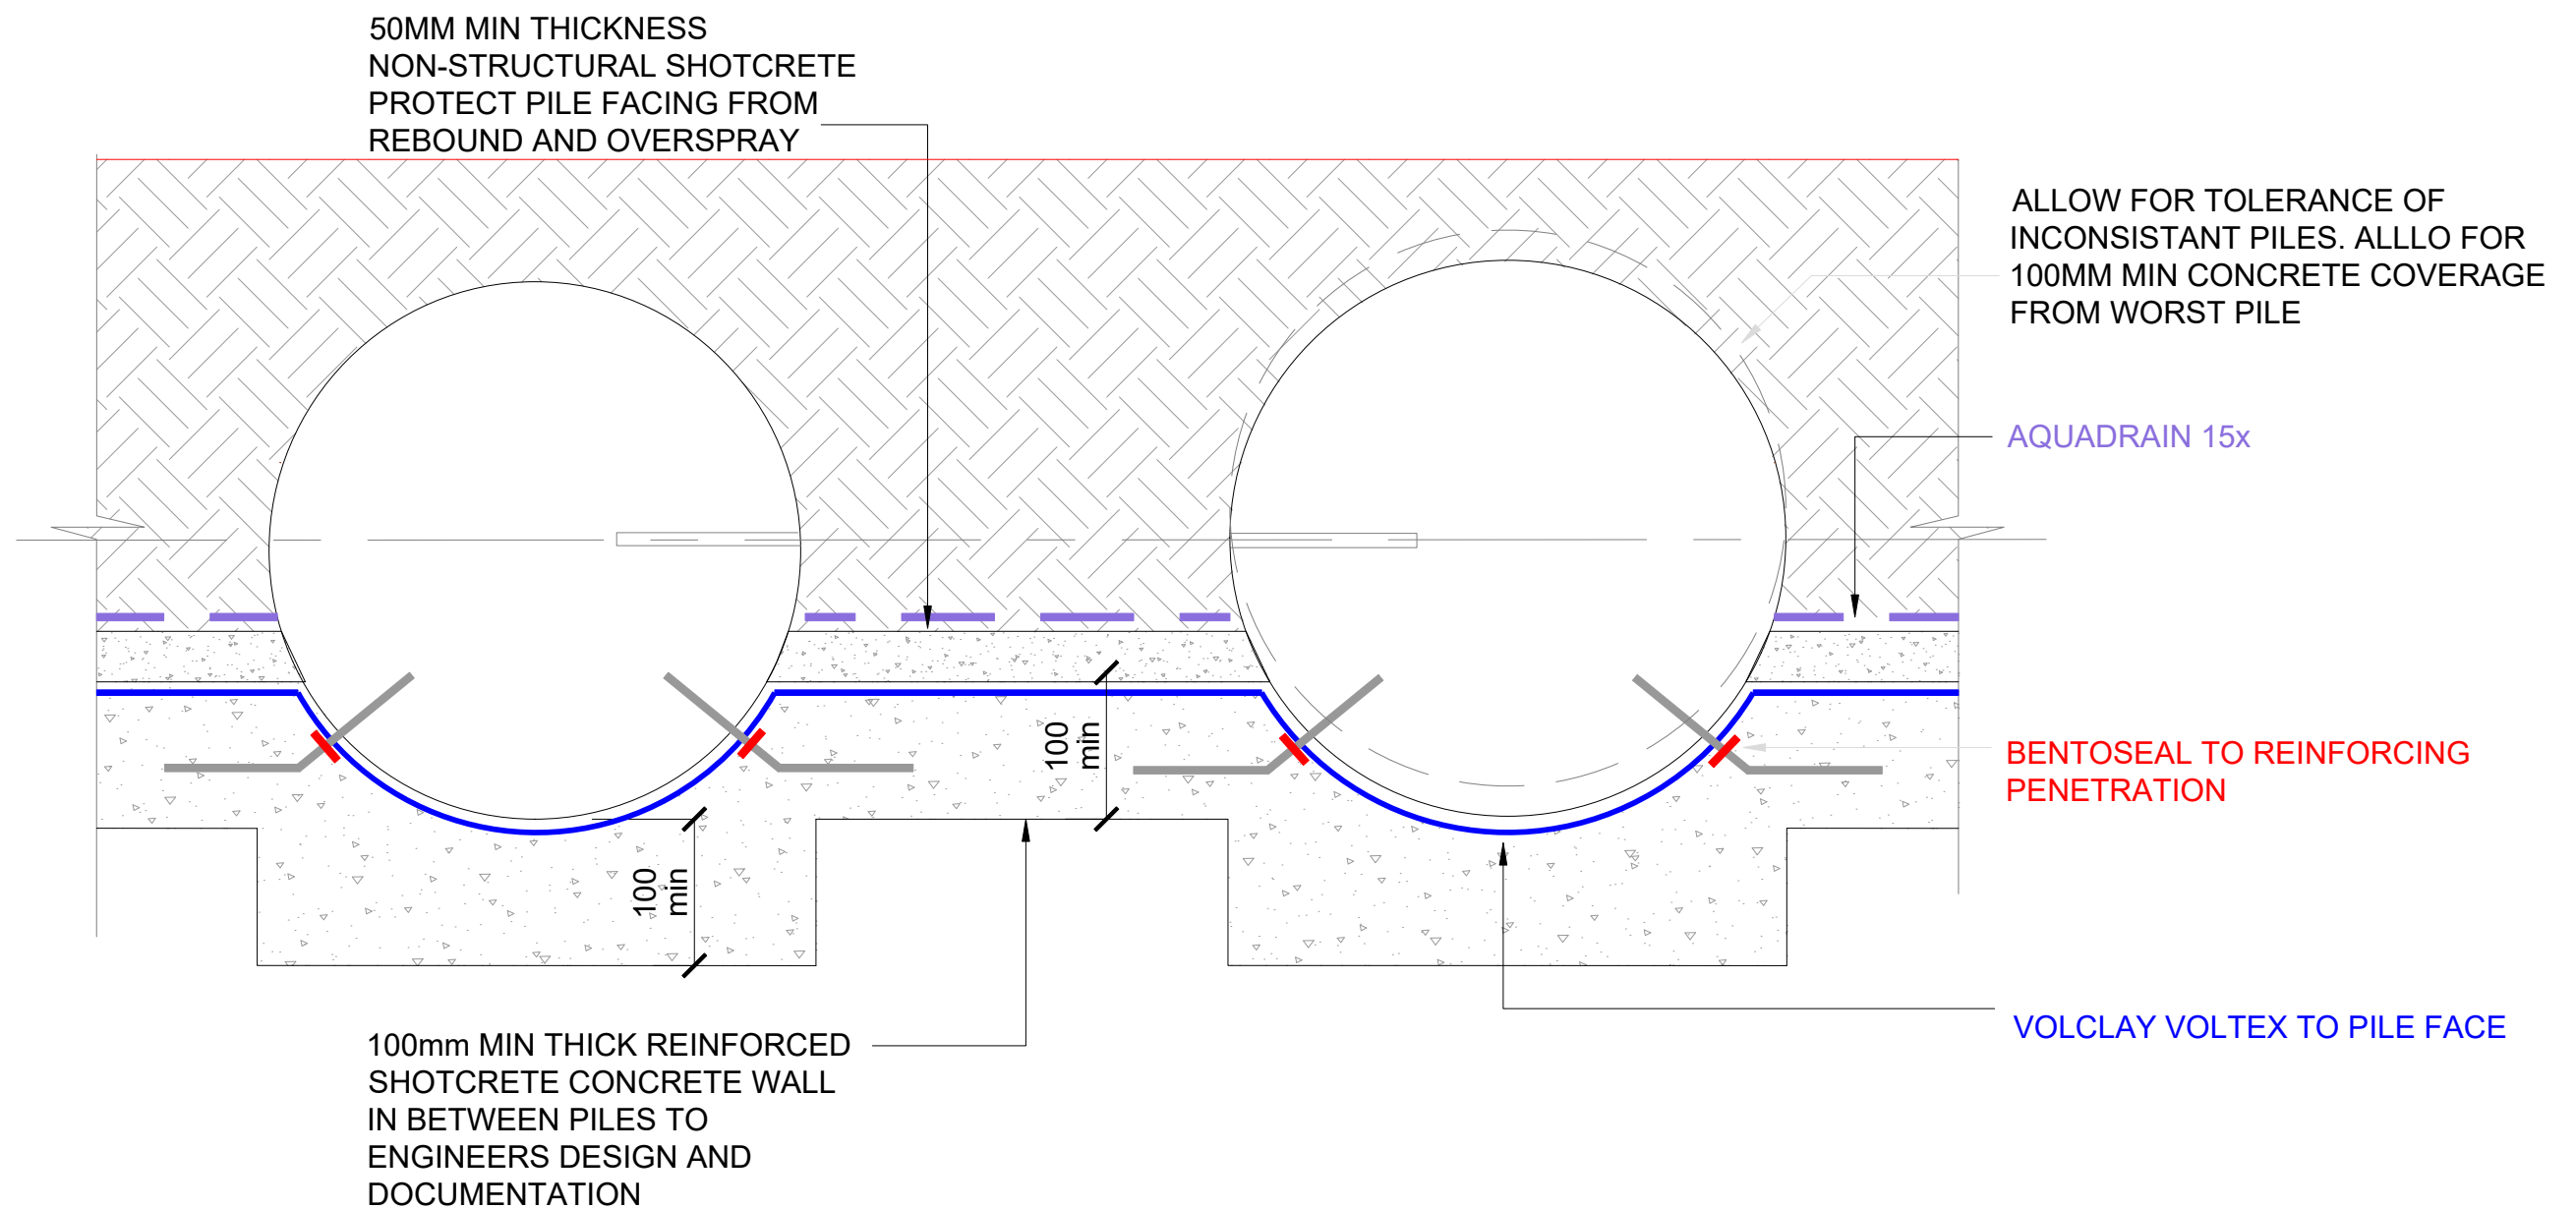 50MM MIN THICKNESS
NON-STRUCTURAL SHOTCRETE
PROTECT PILE FACING FROM
REBOUND AND OVERSPRAY
ALLOW FOR TOLERANCE OF
INCONSISTANT PILES. ALLLO FOR
100MM MIN CONCRETE COVERAGE
FROM WORST PILE
AQUADRAIN 15x
100
min
BENTOSEAL TO REINFORCING
PENETRATION
100
min
VOLCLAY VOLTEX TO PILE FACE
100mm MIN THICK REINFORCED
SHOTCRETE CONCRETE WALL
IN BETWEEN PILES TO
ENGINEERS DESIGN AND
DOCUMENTATION